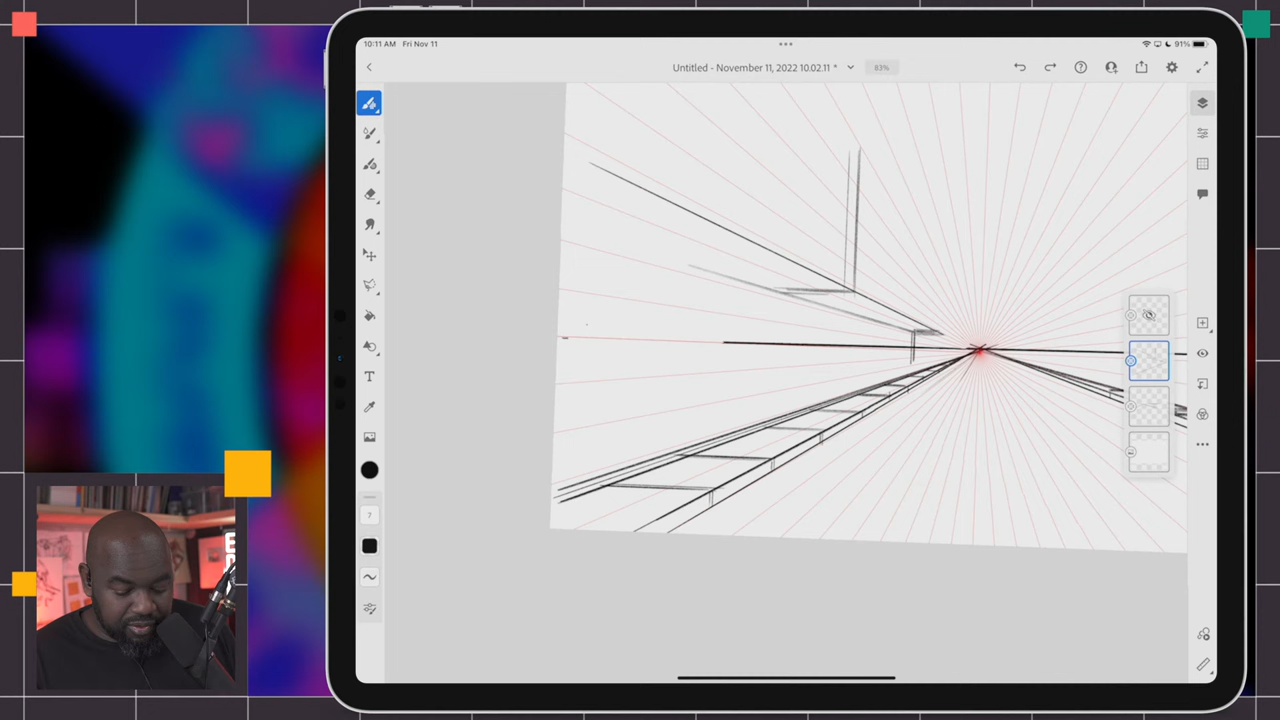 10:11 AM Fri Nov 11
91%
Untitled - November 11, 2022 10.02.11 *
83%
T
7